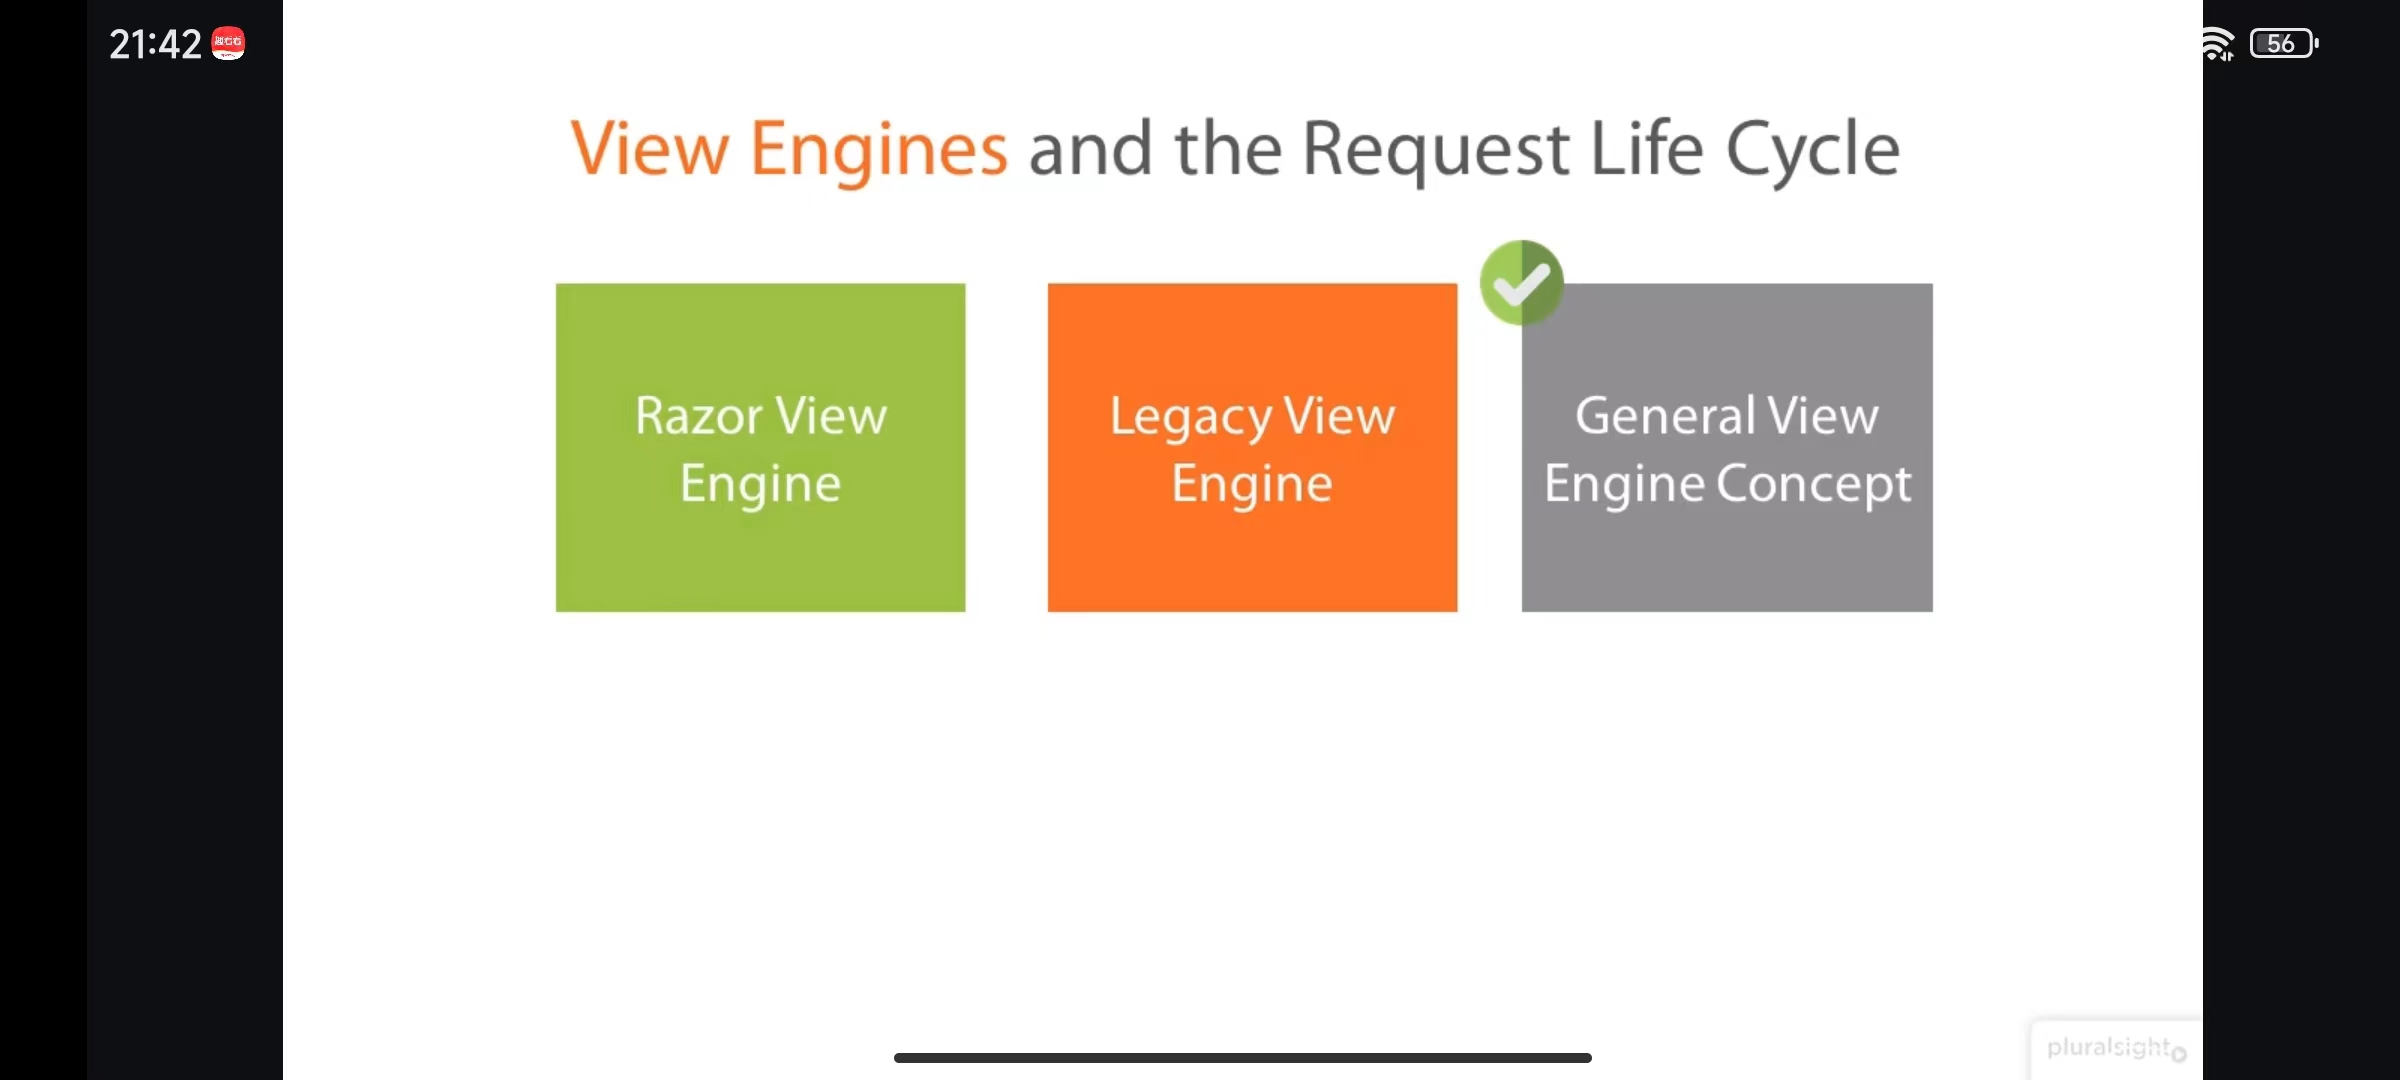 21:42
56
View Engines and the Request Life Cycle
Razor View
Engine
Legacy View
Engine
General View
Engine Concept
pluralsight